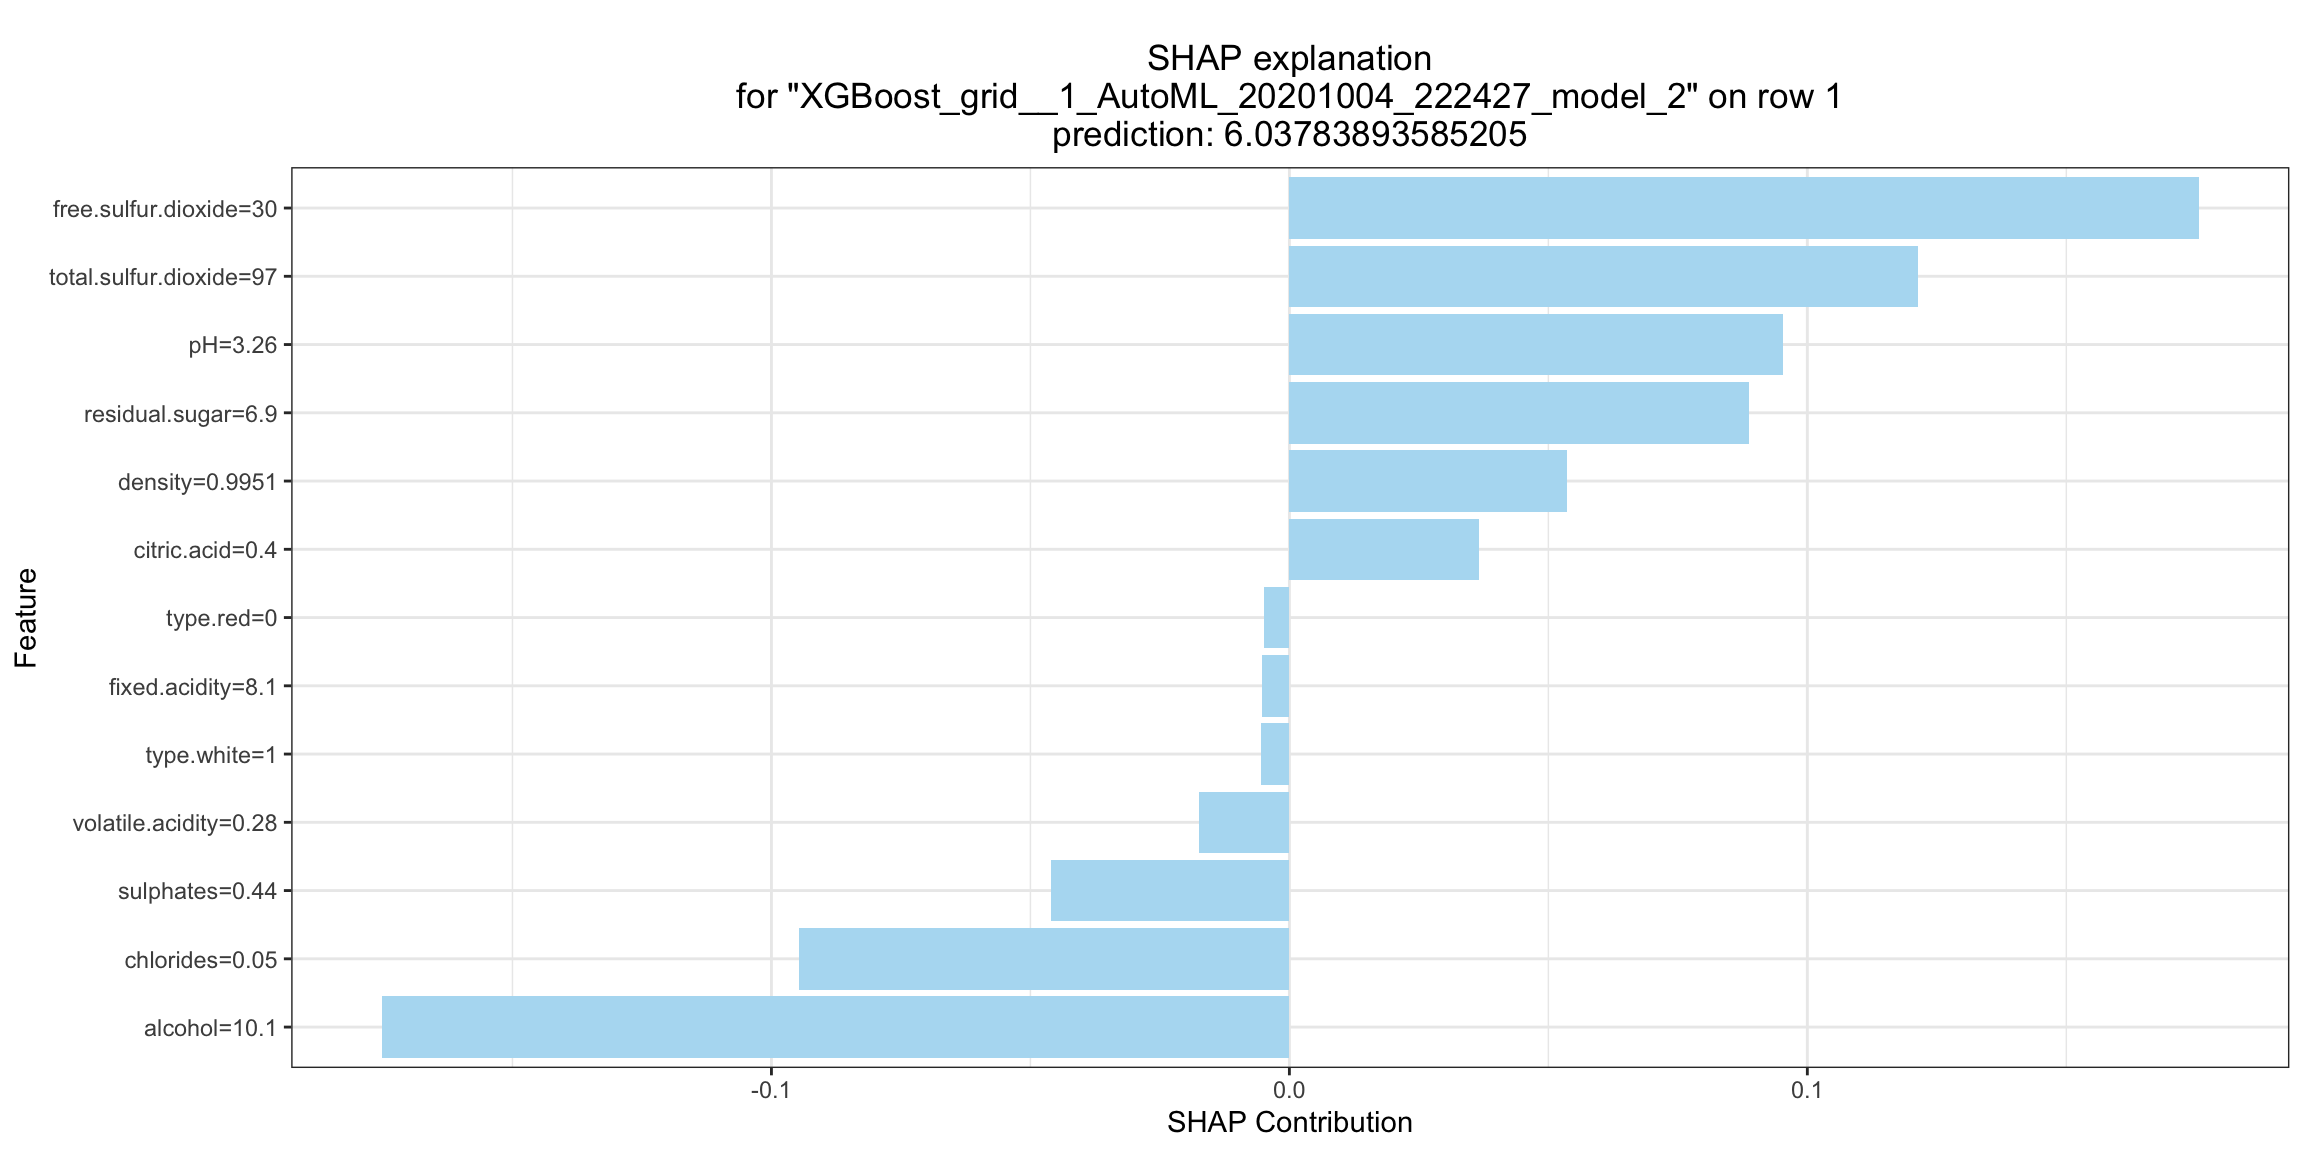 SHAP explanation
for "XGBoost_grid__1_AutoML_20201004_222427_model_2" on row 1
prediction: 6.03783893585205
free.sulfur.dioxide=30
total.sulfur.dioxide=97
pH=3.26
residual.sugar=6.9
density=0.9951
citric.acid=0.4
type.red=0
fixed.acidity=8.1
type.white=1
volatile.acidity=0.28
sulphates=0.44
chlorides=0.05
alcohol=10.1
Feature
-0.1
0.0
0.1
SHAP Contribution